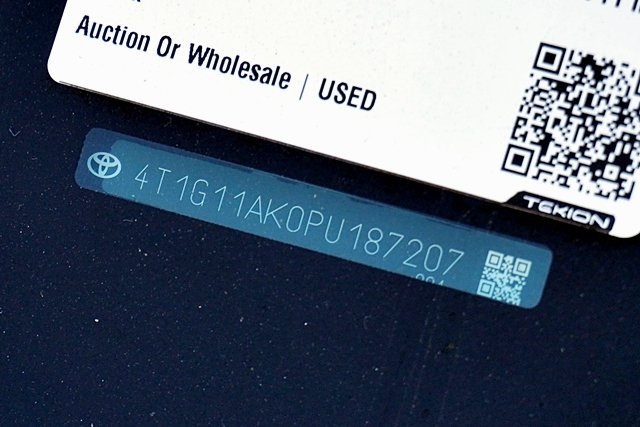 Auction Or Wholesale | USED
TEKION
4T1G11AK0PU187207